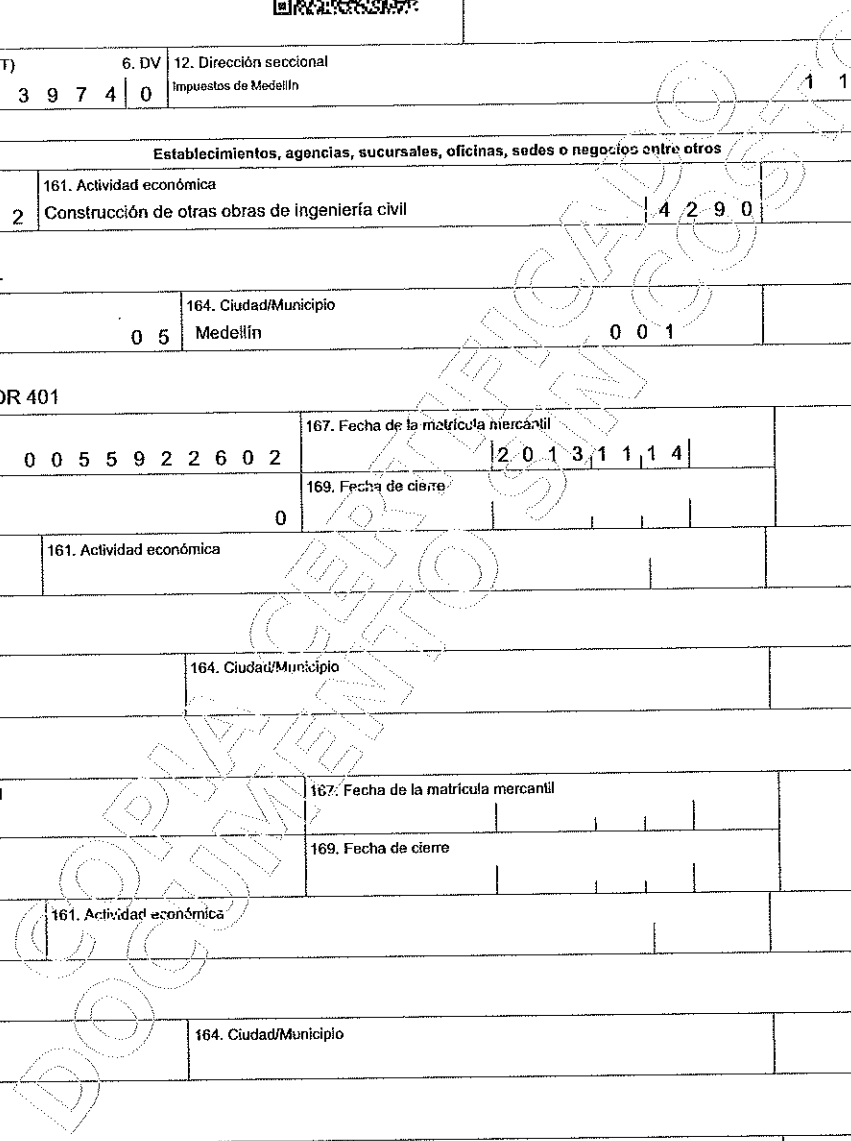 T) 6. DV 12. Dirección seccional
3 9 7 4 0 Impuestos de Medellín 1 1
Establecimientos, agencias, sucursales, oficinas, sedes o negocios entre otros
161. Actividad económica
2 Construcción de otras obras de ingeniería civil 4 2 9 0
164. Ciudad/Municipio
0 5 Medellín 0 0 1
OR 401
167. Fecha de la matrícula mercantil
0 0 5 5 9 2 2 6 0 2 2 0 1 3 1 1 1 4
169. Fecha de cierre
0
161. Actividad económica
164. Ciudad/Municipio
167. Fecha de la matrícula mercantil
169. Fecha de cierre
161. Actividad económica
164. Ciudad/Municipio
COPIA CERTIFICADO
DOCUMENTO SIN COSTO